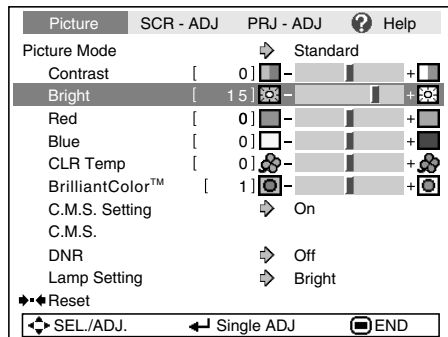 Picture SCR - ADJ PRJ - ADJ ? Help
Picture Mode Standard
Contrast [ 0 ] - +
Bright [ 15 ] - +
Red [ 0 ] - +
Blue [ 0 ] - +
CLR Temp [ 0 ] - +
BrilliantColor™ [ 1 ] - +
C.M.S. Setting On
C.M.S.
DNR Off
Lamp Setting Bright
Reset
SEL./ADJ. Single ADJ END